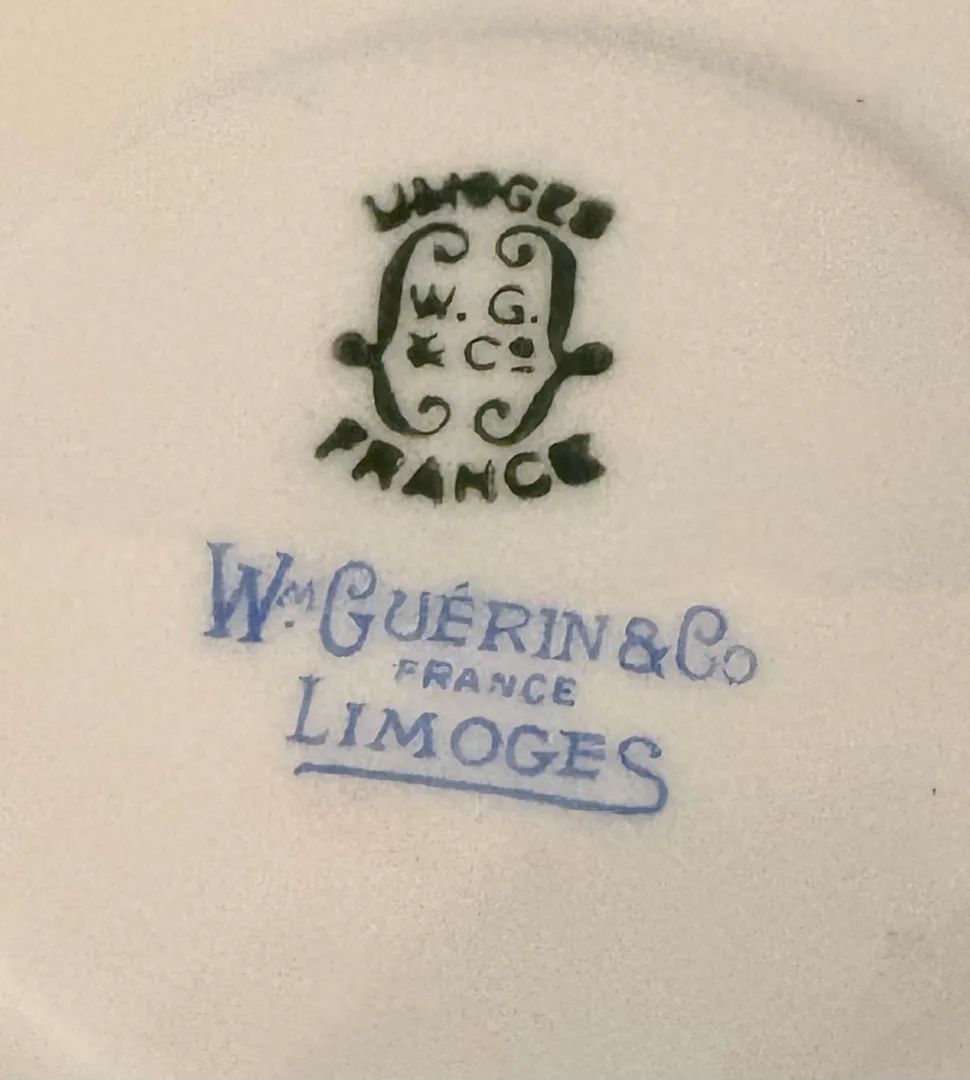 LIMOGES
W. G.
& Cº
FRANCE
Wᴹ GUÉRIN & Cº
FRANCE
LIMOGES